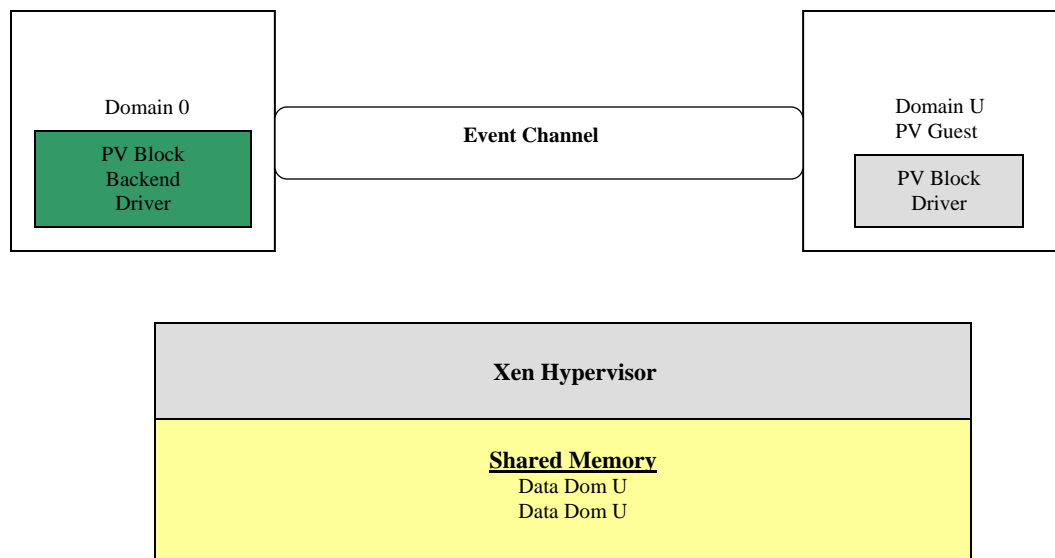 Domain 0
PV Block
Backend
Driver
Event Channel
Domain U
PV Guest
PV Block
Driver
Xen Hypervisor
Shared Memory
Data Dom U
Data Dom U